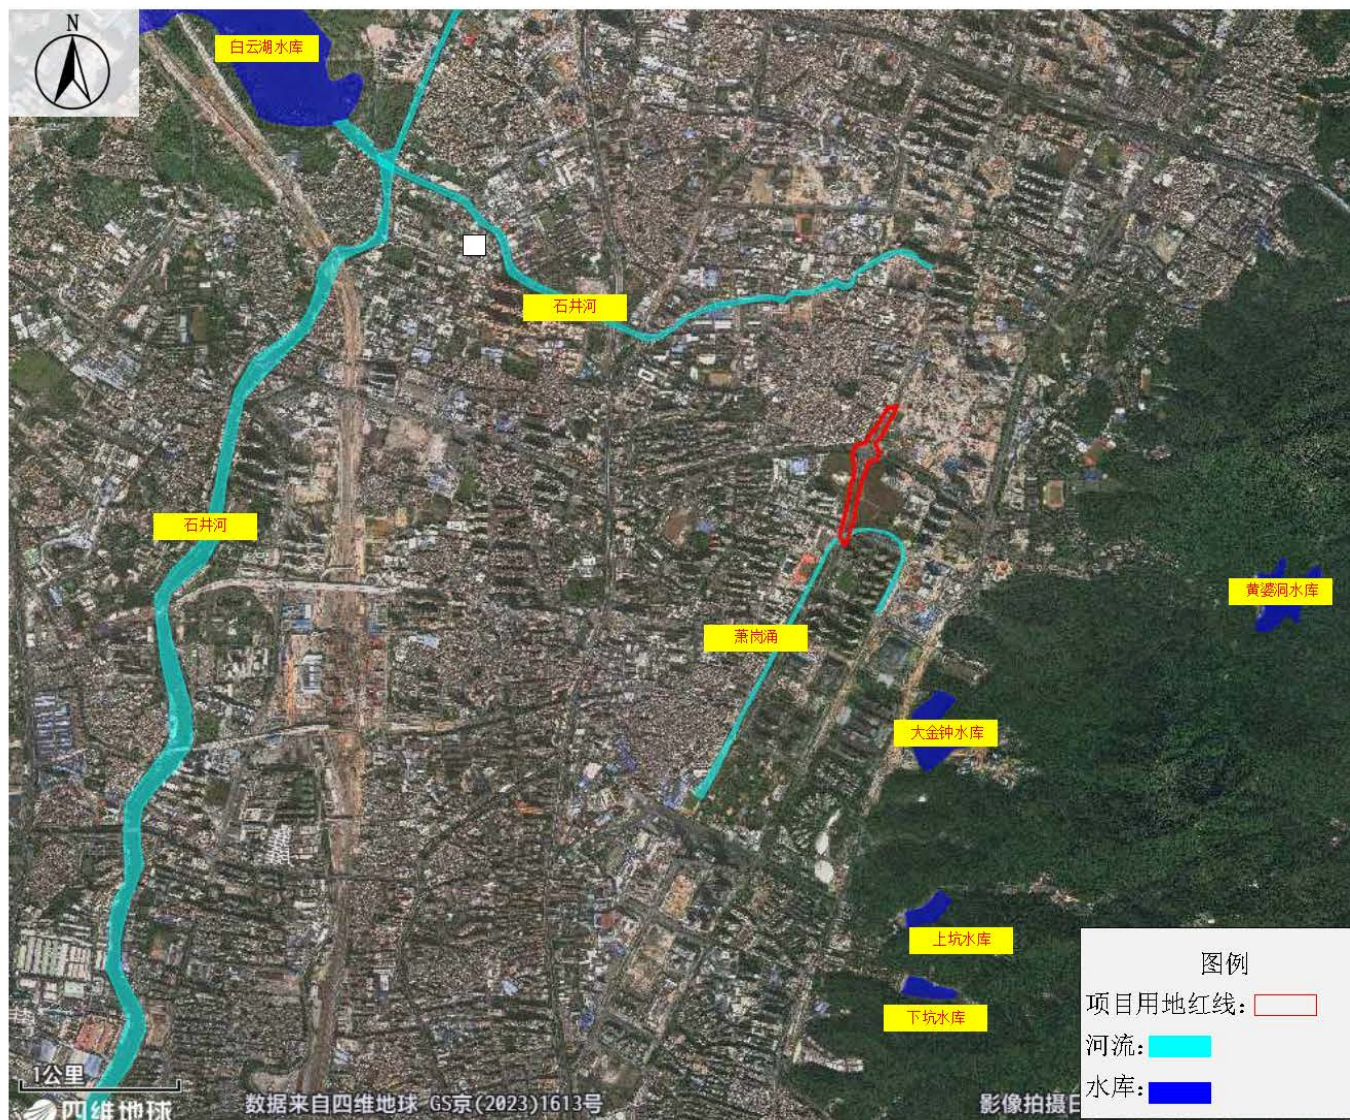 N
白云湖水库
石井河
石井河
萧岗涌
黄婆洞水库
大金钟水库
上坑水库
下坑水库
图例
项目用地红线：
河流：
水库：
1公里
四维地球
数据来自四维地球 GS京(2023)1613号
影像拍摄日